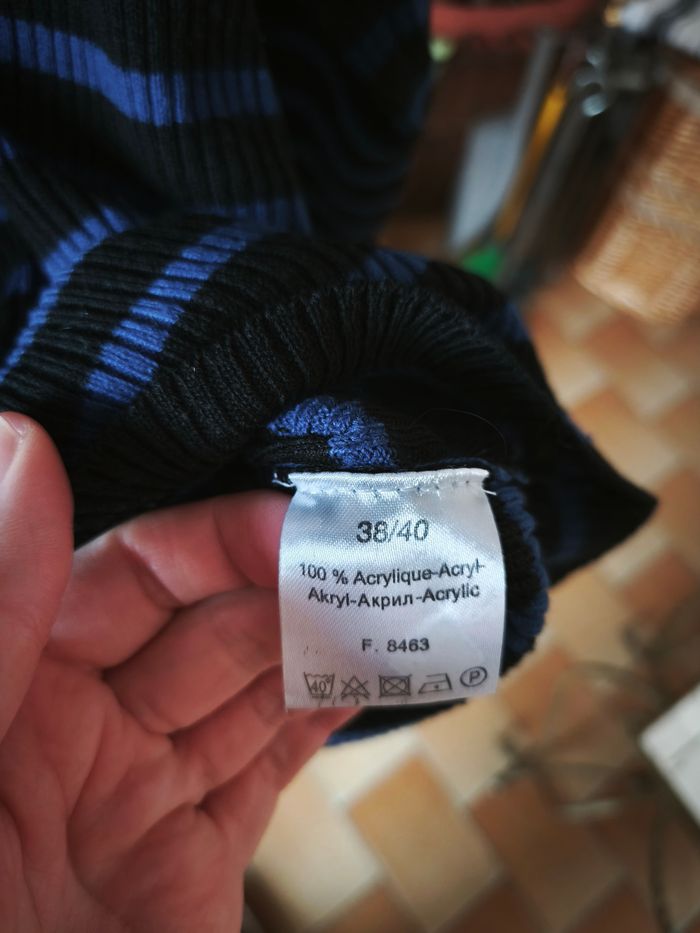 38/40
100 % Acrylique-Acryl-
Akryl-Акрил-Acrylic
F. 8463
40° P